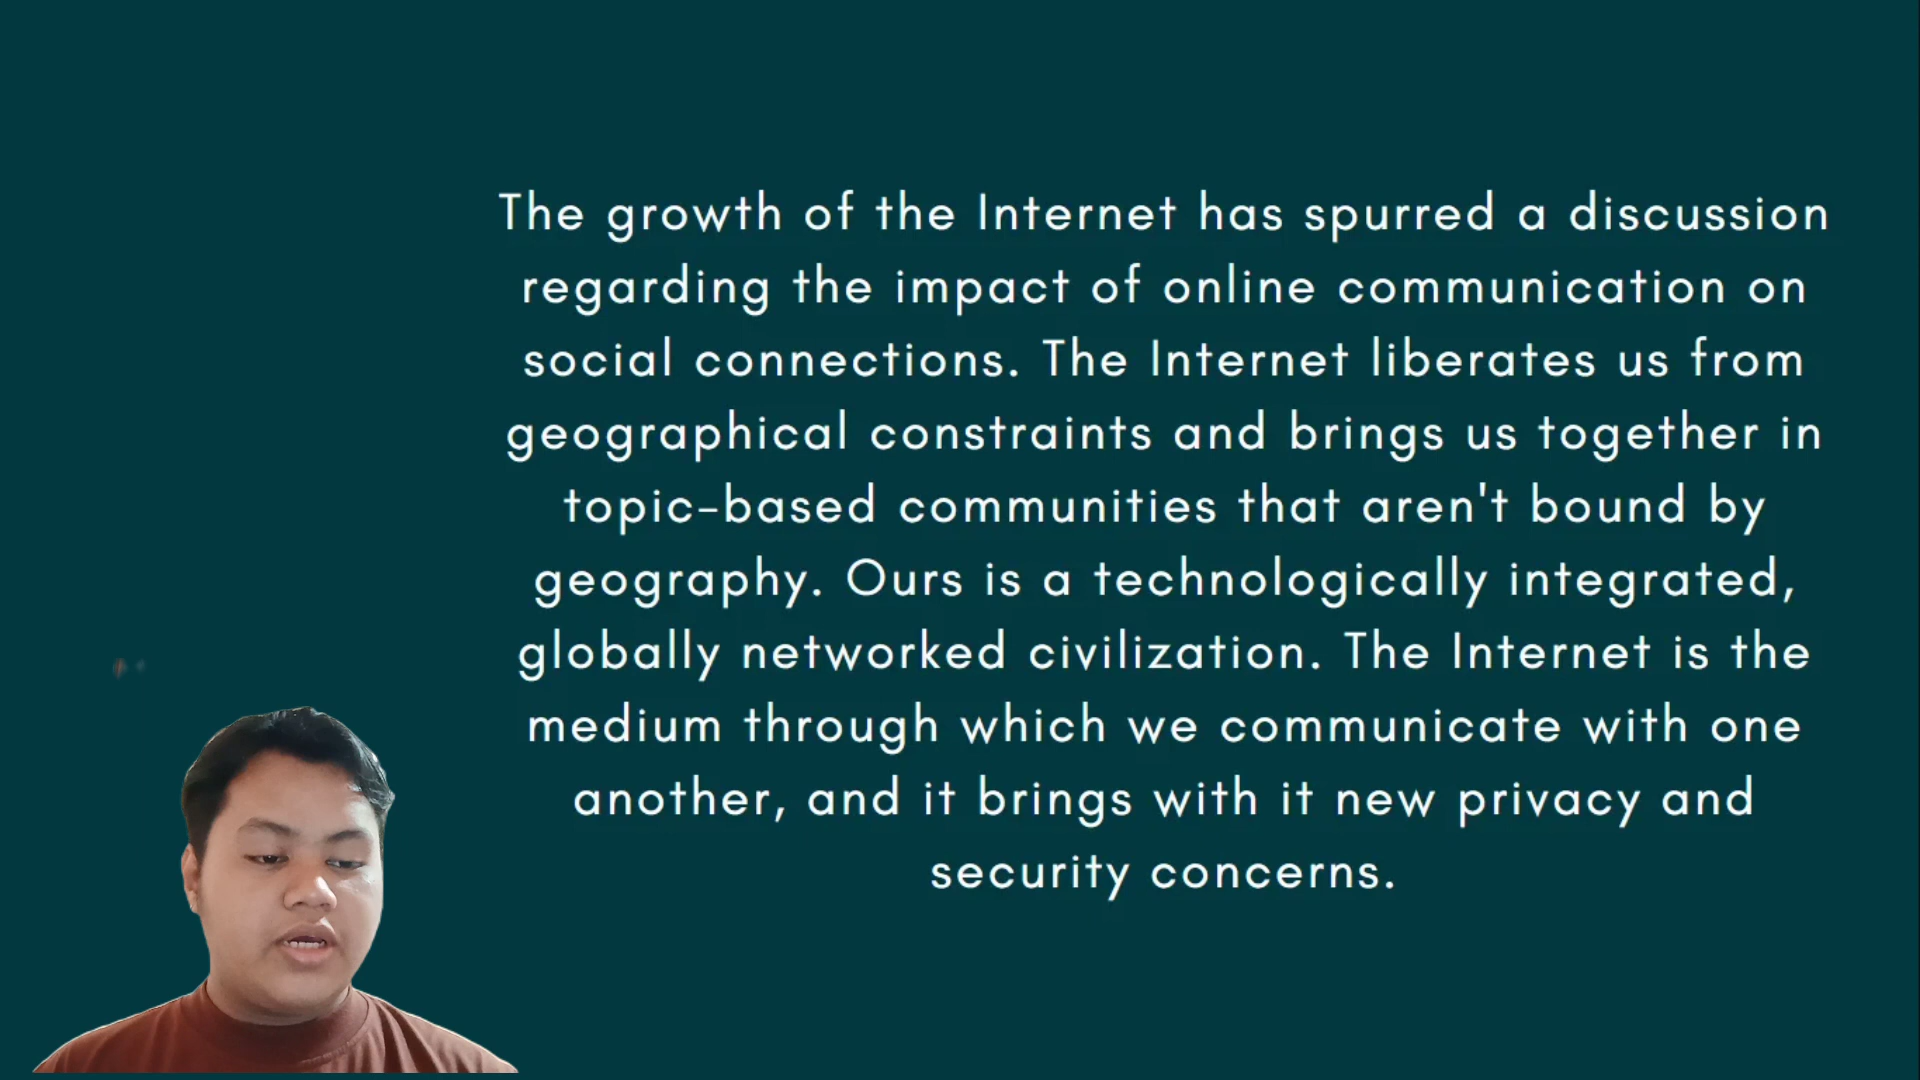 The growth of the Internet has spurred a discussion
regarding the impact of online communication on
social connections. The Internet liberates us from
geographical constraints and brings us together in
topic-based communities that aren't bound by
geography. Ours is a technologically integrated,
globally networked civilization. The Internet is the
medium through which we communicate with one
another, and it brings with it new privacy and
security concerns.